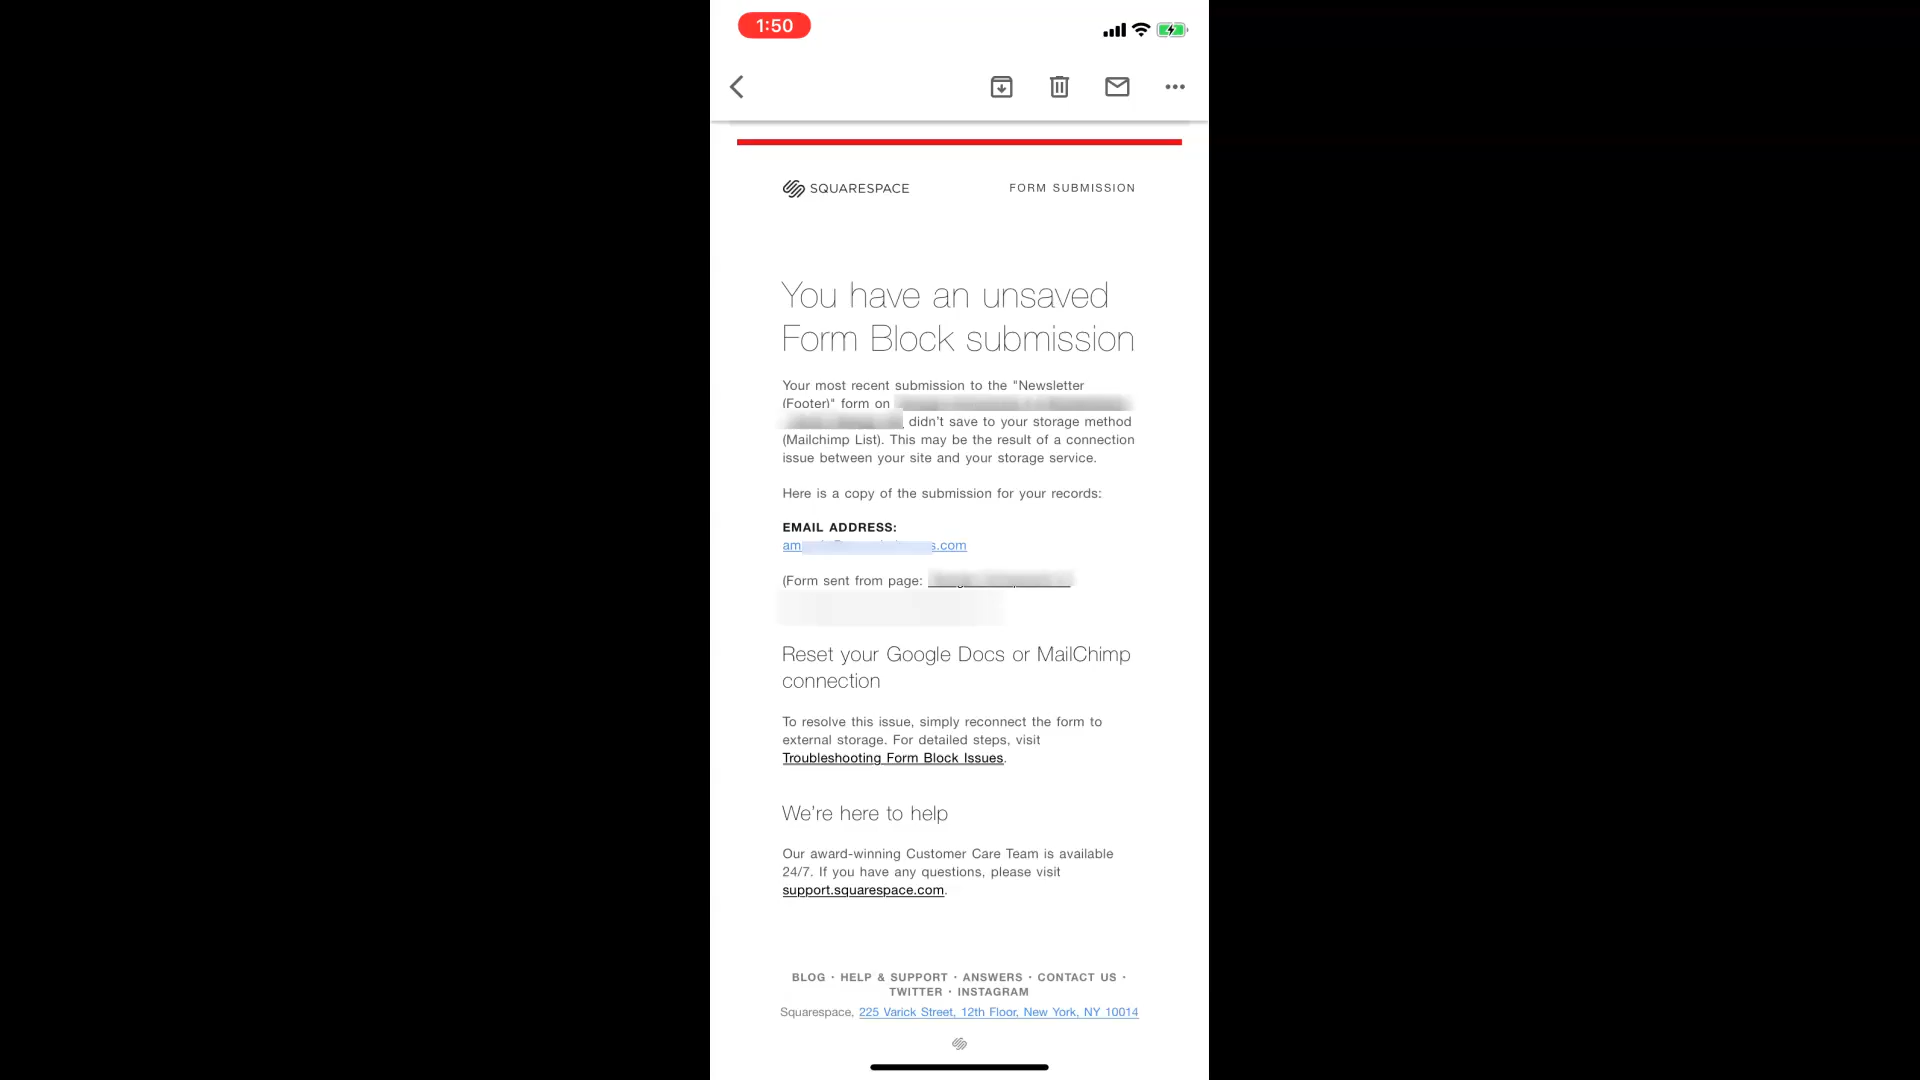 1:50
SQUARESPACE
FORM SUBMISSION
You have an unsaved
Form Block submission
Your most recent submission to the "Newsletter
(Footer)" form on
didn't save to your storage method
(Mailchimp List). This may be the result of a connection
issue between your site and your storage service.
Here is a copy of the submission for your records:
EMAIL ADDRESS:
am s.com
(Form sent from page:
Reset your Google Docs or MailChimp
connection
To resolve this issue, simply reconnect the form to
external storage. For detailed steps, visit
Troubleshooting Form Block Issues.
We're here to help
Our award-winning Customer Care Team is available
24/7. If you have any questions, please visit
support.squarespace.com.
BLOG · HELP & SUPPORT · ANSWERS · CONTACT US ·
TWITTER · INSTAGRAM
Squarespace, 225 Varick Street, 12th Floor, New York, NY 10014